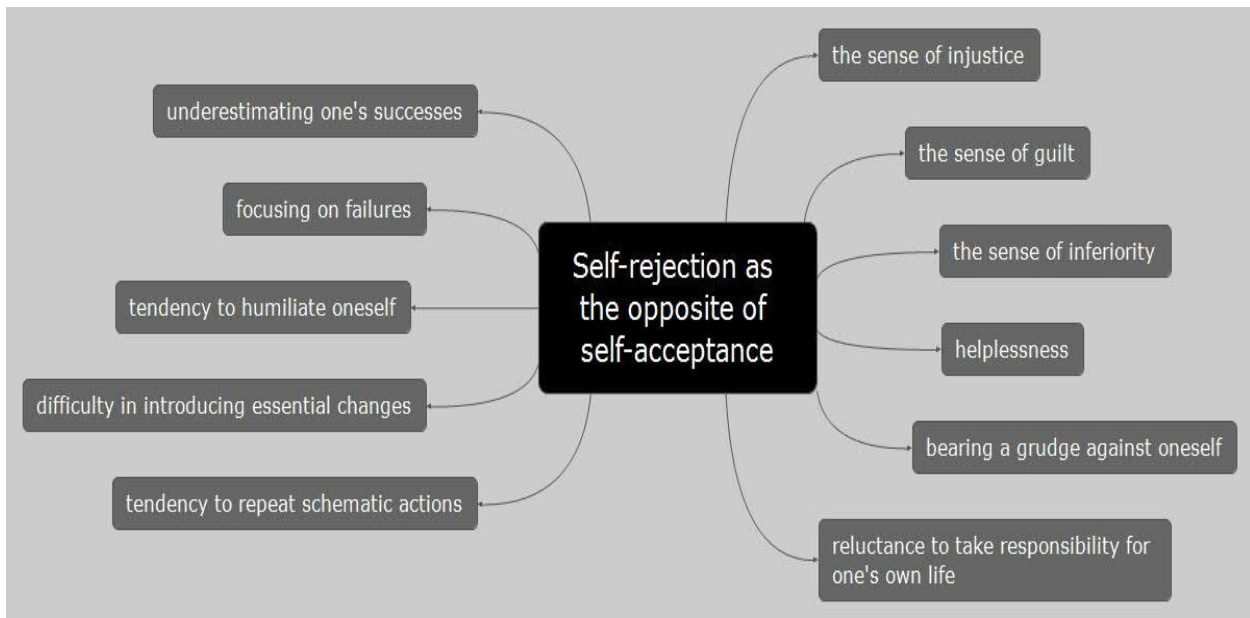 Self-rejection as
the opposite of
self-acceptance
underestimating one's successes
focusing on failures
tendency to humiliate oneself
difficulty in introducing essential changes
tendency to repeat schematic actions
the sense of injustice
the sense of guilt
the sense of inferiority
helplessness
bearing a grudge against oneself
reluctance to take responsibility for
one's own life